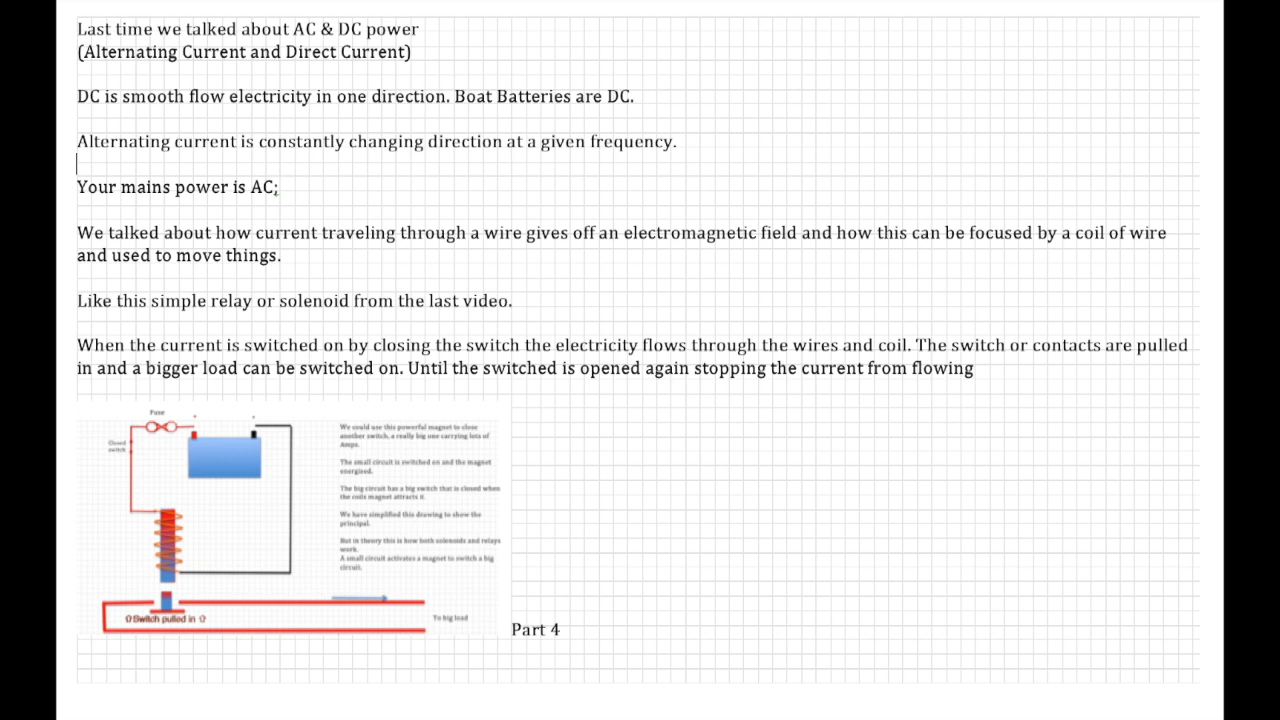 Last time we talked about AC & DC power
(Alternating Current and Direct Current)
DC is smooth flow electricity in one direction. Boat Batteries are DC.
Alternating current is constantly changing direction at a given frequency.
Your mains power is AC;
We talked about how current traveling through a wire gives off an electromagnetic field and how this can be focused by a coil of wire
and used to move things.
Like this simple relay or solenoid from the last video.
When the current is switched on by closing the switch the electricity flows through the wires and coil. The switch or contacts are pulled
in and a bigger load can be switched on. Until the switched is opened again stopping the current from flowing
Fuse
Closed
switch
We could use this powerful magnet to close
another switch, a really big one carrying lots of
Amps.
The small circuit is switched on and the magnet
energized.
The big circuit has a big switch that is closed when
the coils magnet attracts it.
We have simplified this drawing to show the
principal.
But in theory this is how both solenoids and relays
work.
A small circuit activates a magnet to switch a big
circuit.
⇧Switch pulled in ⇧
To big load
Part 4